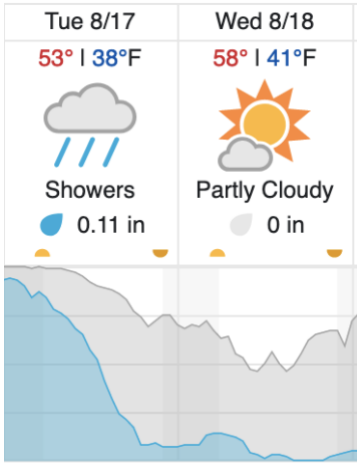 Tue 8/17
Wed 8/18
53° | 38°F
58° | 41°F
Showers
Partly Cloudy
0.11 in
0 in